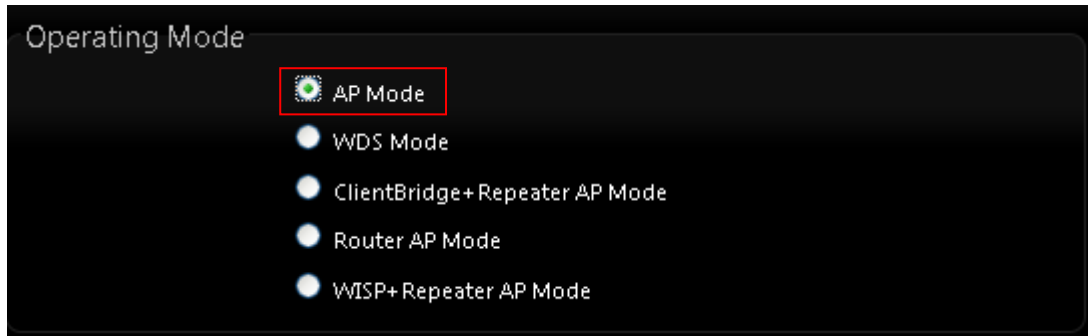 Operating Mode
AP Mode
WDS Mode
ClientBridge+Repeater AP Mode
Router AP Mode
WISP+Repeater AP Mode